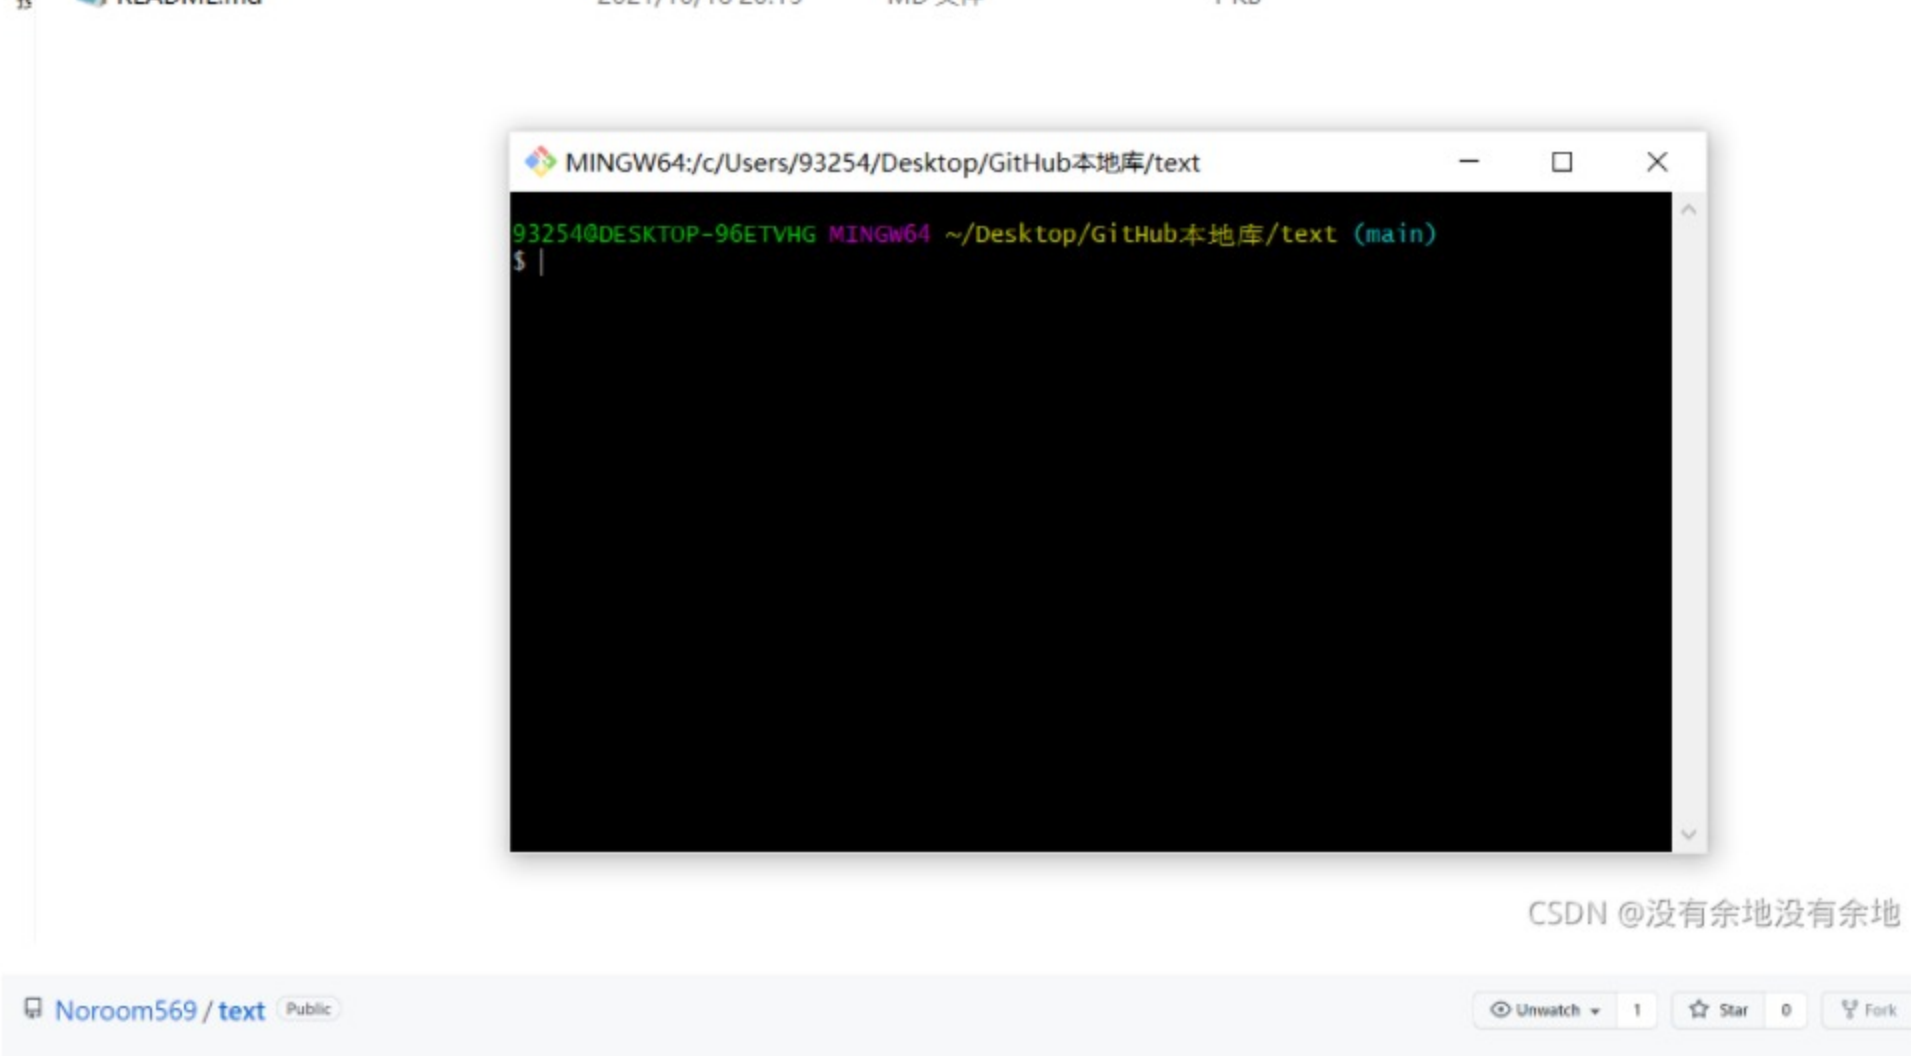 README.md
MINGW64:/c/Users/93254/Desktop/GitHub本地库/text
93254@DESKTOP-96ETVHG MINGW64 ~/Desktop/GitHub本地库/text (main)
$
CSDN @没有余地没有余地
Noroom569 / text Public Unwatch 1 Star 0 Fork